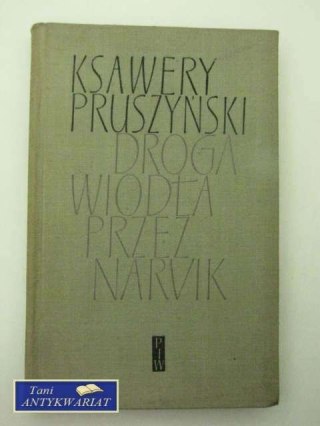 KSAWERY
PRUSZYŃSKI
DROGA
WIODŁA
PRZEZ
NARVIK
PIW
Tani
ANTYKWARIAT